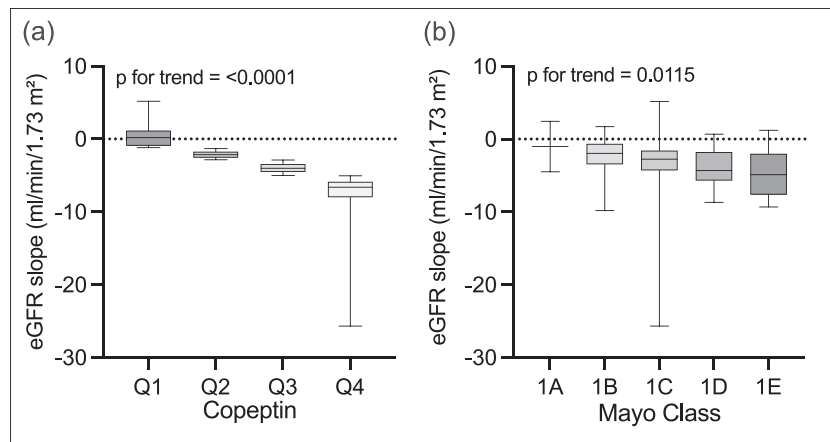 (a)
p for trend = <0.0001
eGFR slope (ml/min/1.73 m²)
10
0
-10
-20
-30
Q1 Q2 Q3 Q4
Copeptin
(b)
p for trend = 0.0115
eGFR slope (ml/min/1.73 m²)
10
0
-10
-20
-30
1A 1B 1C 1D 1E
Mayo Class